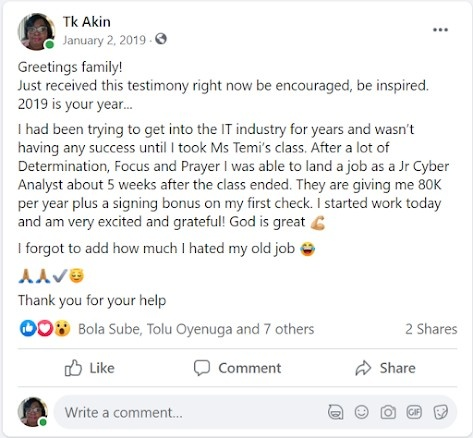 Tk Akin
January 2, 2019 ·
Greetings family!
Just received this testimony right now be encouraged, be inspired.
2019 is your year...
I had been trying to get into the IT industry for years and wasn't
having any success until I took Ms Temi's class. After a lot of
Determination, Focus and Prayer I was able to land a job as a Jr Cyber
Analyst about 5 weeks after the class ended. They are giving me 80K
per year plus a signing bonus on my first check. I started work today
and am very excited and grateful! God is great 💪🏽
I forgot to add how much I hated my old job 😂
🙏🏽🙏🏽✔😌
Thank you for your help
Bola Sube, Tolu Oyenuga and 7 others 2 Shares
Like Comment Share
Write a comment... GIF